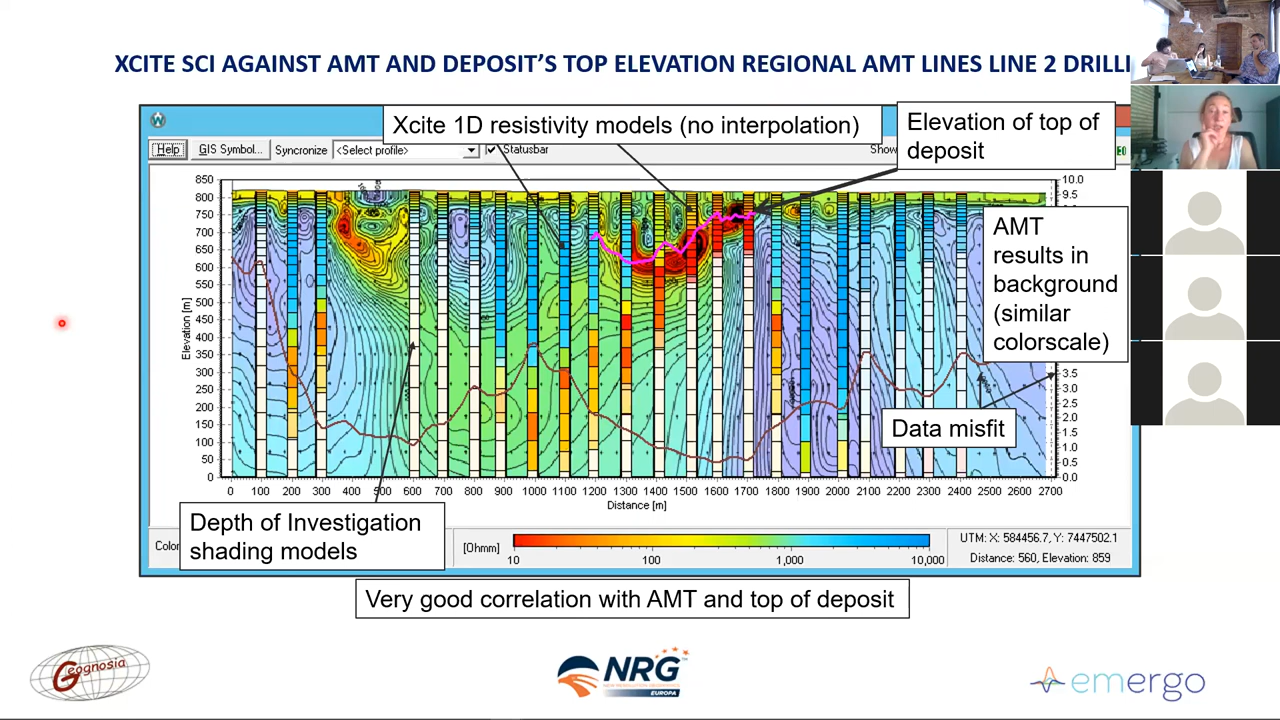 XCITE SCI AGAINST AMT AND DEPOSIT'S TOP ELEVATION REGIONAL AMT LINES LINE 2 DRILL
Xcite 1D resistivity models (no interpolation)
Elevation of top of
deposit
Help
GIS Symbol...
Syncronize
<Select profile>
Statusbar
Show
850
800
750
700
650
600
550
500
450
400
350
300
250
200
150
100
50
0
Elevation [m]
10.0
9.5
AMT
results in
background
(similar
colorscale)
3.5
3.0
2.5
2.0
1.5
1.0
0.5
0.0
Data misfit
0 100 200 300 400 500 600 700 800 900 1000 1100 1200 1300 1400 1500 1600 1700 1800 1900 2000 2100 2200 2300 2400 2500 2600 2700
Distance [m]
Depth of Investigation
shading models
Color
[Ohmm]
10 100 1,000 10,000
UTM: X: 584456.7, Y: 7447502.1
Distance: 560, Elevation: 859
Very good correlation with AMT and top of deposit
Geognosia
NRG
EUROPA
emergo